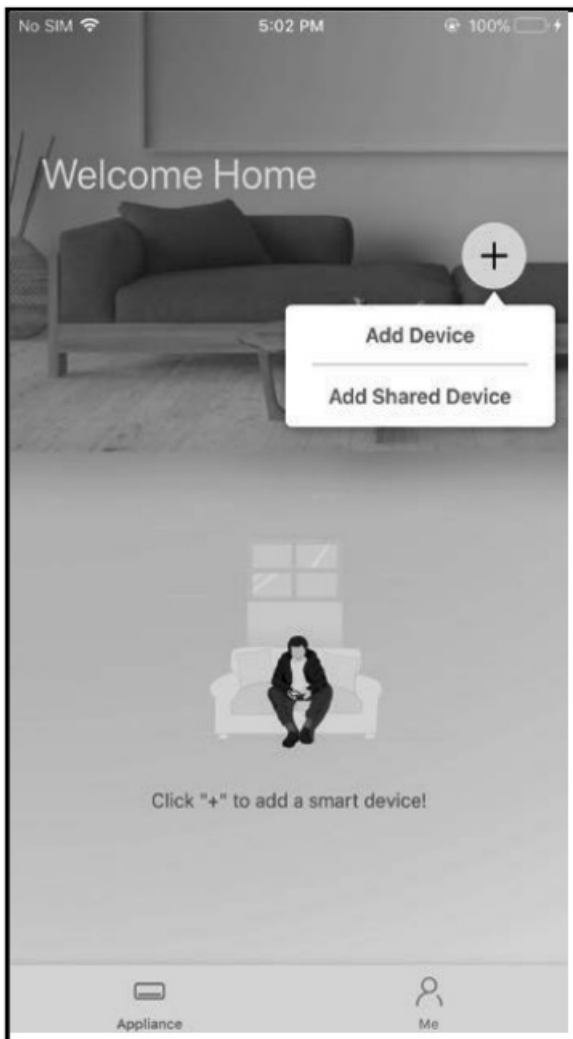 No SIM 5:02 PM 100%
Welcome Home
+
Add Device
Add Shared Device
Click "+" to add a smart device!
Appliance Me